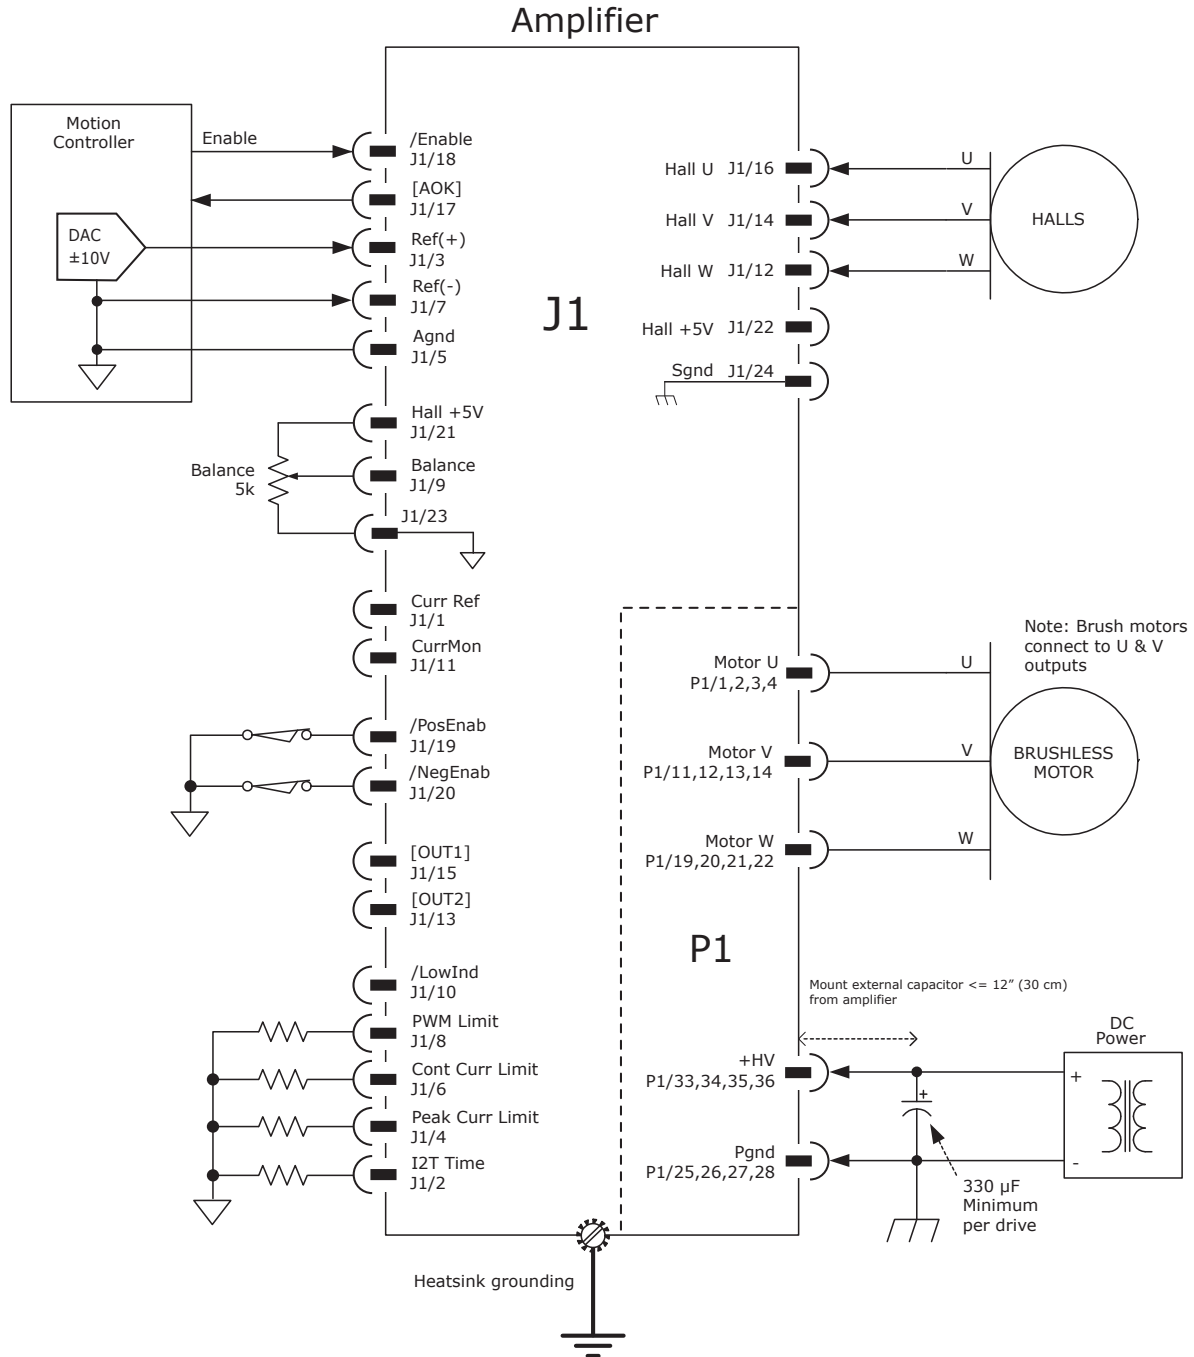 Amplifier
Motion
Controller
Enable
DAC
±10V
/Enable
J1/18
[AOK]
J1/17
Ref(+)
J1/3
Ref(-)
J1/7
Agnd
J1/5
Hall +5V
J1/21
Balance
5k
Balance
J1/9
J1/23
Curr Ref
J1/1
CurrMon
J1/11
/PosEnab
J1/19
/NegEnab
J1/20
[OUT1]
J1/15
[OUT2]
J1/13
/LowInd
J1/10
PWM Limit
J1/8
Cont Curr Limit
J1/6
Peak Curr Limit
J1/4
I2T Time
J1/2
J1
Hall U J1/16
U
Hall V J1/14
V
Hall W J1/12
W
HALLS
Hall +5V J1/22
Sgnd J1/24
Note: Brush motors
connect to U & V
outputs
Motor U
P1/1,2,3,4
U
Motor V
P1/11,12,13,14
V
BRUSHLESS
MOTOR
Motor W
P1/19,20,21,22
W
P1
Mount external capacitor <= 12” (30 cm)
from amplifier
DC
Power
+HV
P1/33,34,35,36
+
+
Pgnd
P1/25,26,27,28
-
330 µF
Minimum
per drive
Heatsink grounding